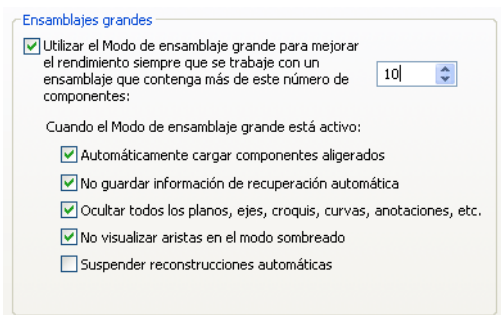 Ensamblajes grandes
Utilizar el Modo de ensamblaje grande para mejorar
el rendimiento siempre que se trabaje con un
ensamblaje que contenga más de este número de
componentes:
10
Cuando el Modo de ensamblaje grande está activo:
Automáticamente cargar componentes aligerados
No guardar información de recuperación automática
Ocultar todos los planos, ejes, croquis, curvas, anotaciones, etc.
No visualizar aristas en el modo sombreado
Suspender reconstrucciones automáticas